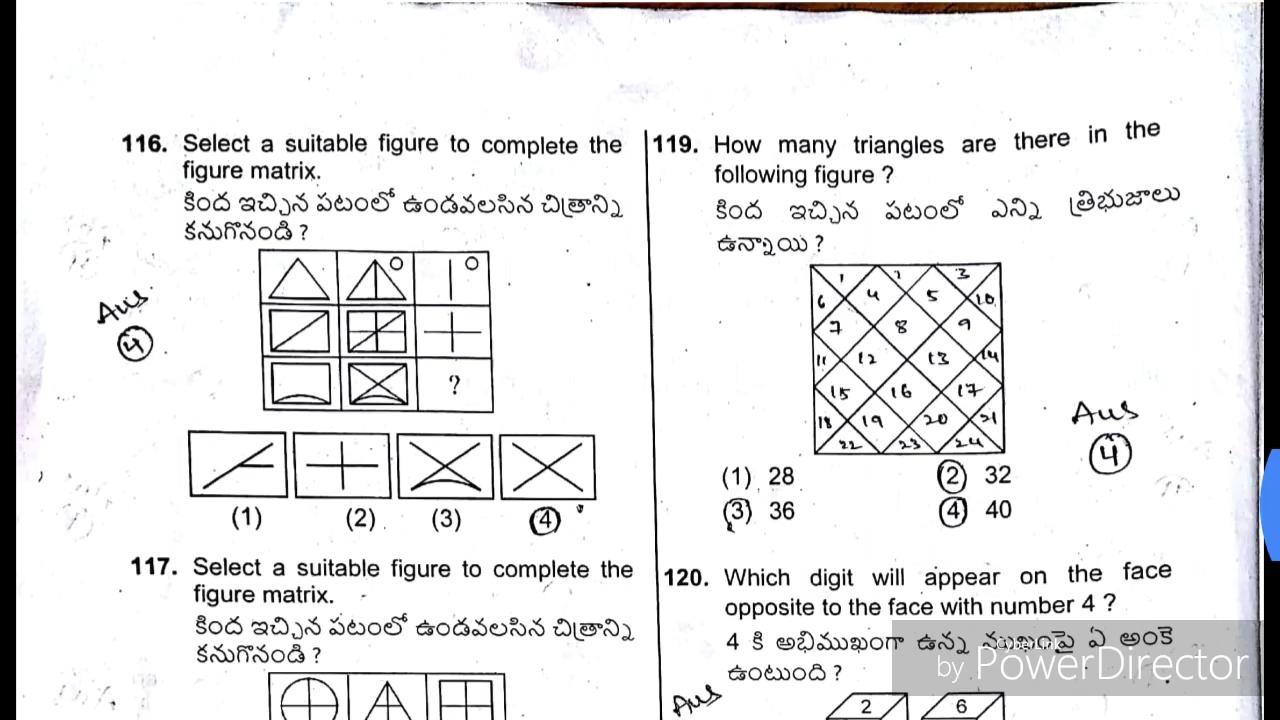 116. Select a suitable figure to complete the
figure matrix.
కింద ఇచ్చిన పటంలో ఉండవలసిన చిత్రాన్ని
కనుగొనండి ?
Ans
4
?
(1) (2) (3) (4)
117. Select a suitable figure to complete the
figure matrix.
కింద ఇచ్చిన పటంలో ఉండవలసిన చిత్రాన్ని
కనుగొనండి ?
119. How many triangles are there in the
following figure ?
కింద ఇచ్చిన పటంలో ఎన్ని త్రిభుజాలు
ఉన్నాయి ?
1 2 3
6 4 5 10
7 8 9
11 12 13 14
15 16 17
18 19 20 21
22 23 24
Ans
4
(1) 28 (2) 32
(3) 36 (4) 40
120. Which digit will appear on the face
opposite to the face with number 4 ?
4 కి అభిముఖంగా ఉన్న ముఖంపై ఏ అంకె
ఉంటుంది ?
Ans
2 6
CyberLink
by PowerDirector